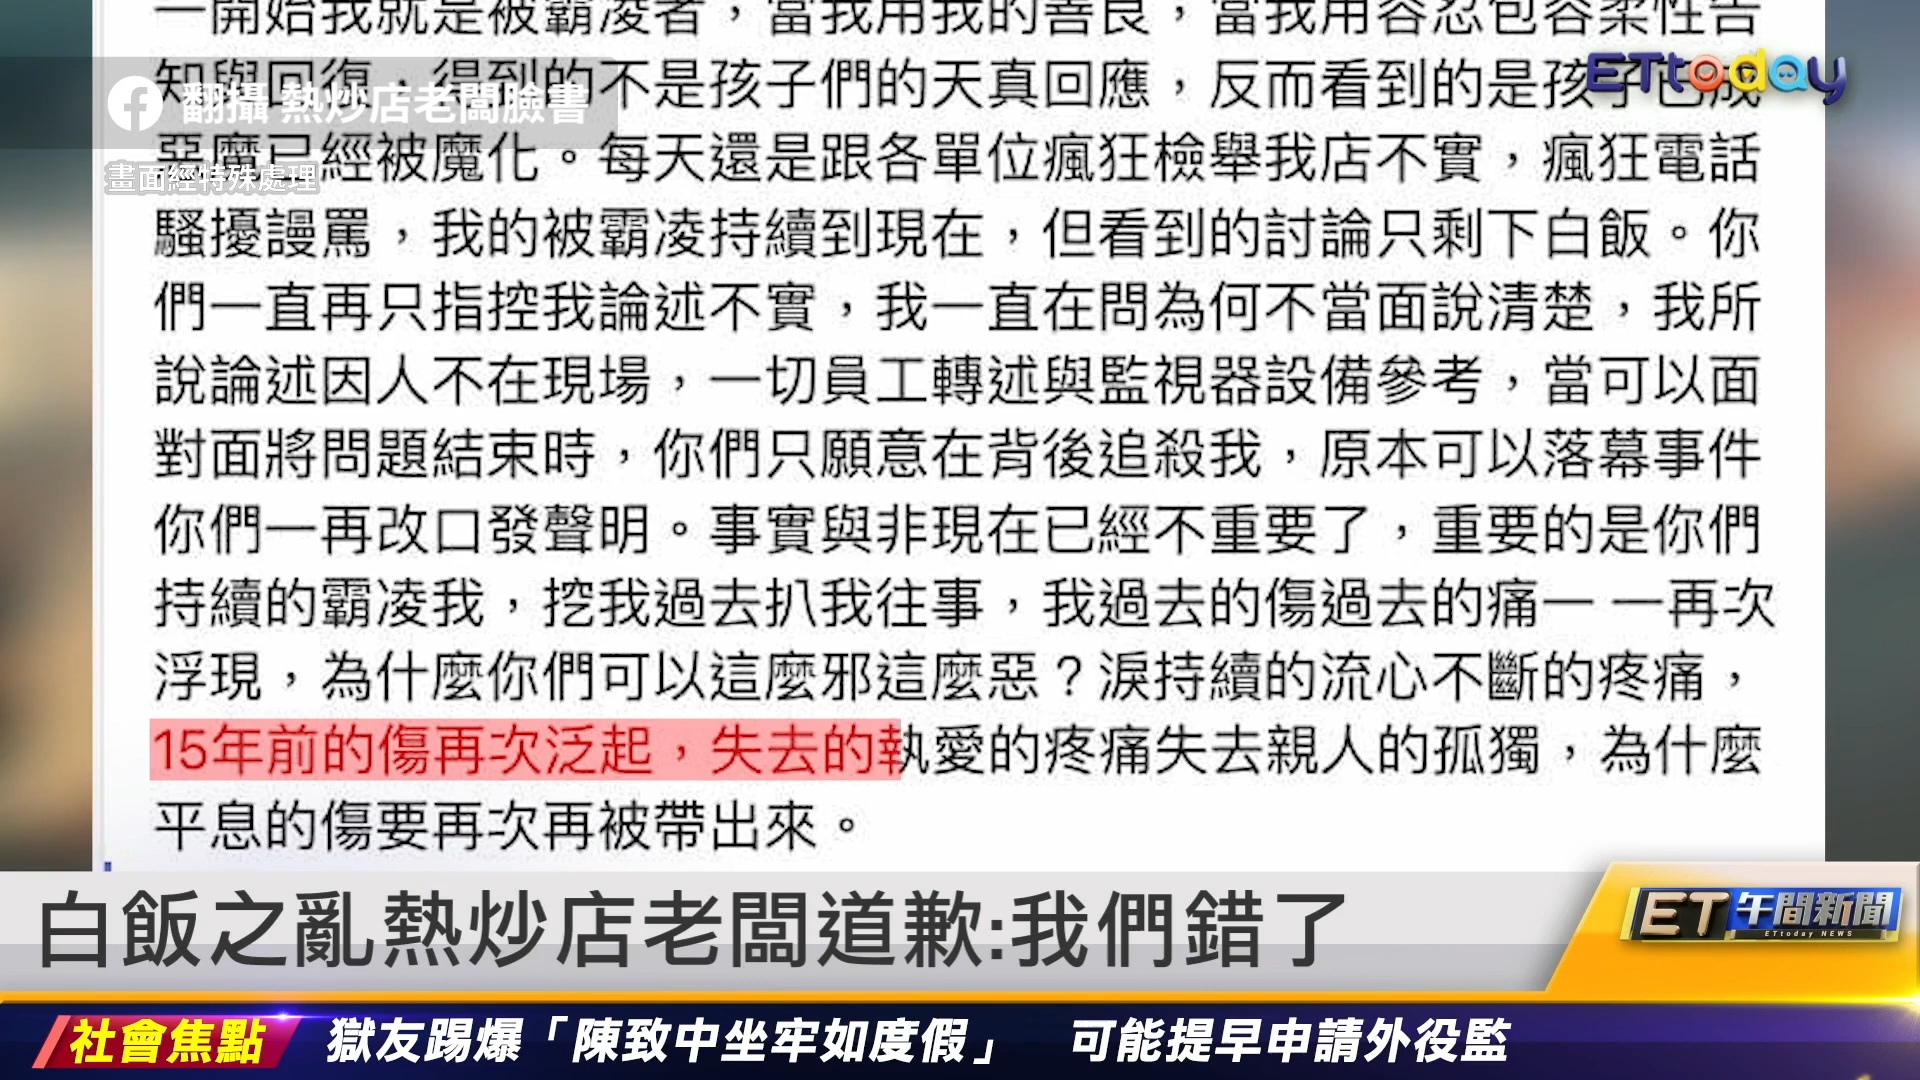 一開始我就是被霸凌者，當我用我的善良，當我用容忍包容柔性告
知與回復，得到的不是孩子們的天真回應，反而看到的是孩子已成
惡魔已經被魔化。每天還是跟各單位瘋狂檢舉我店不實，瘋狂電話
騷擾謾罵，我的被霸凌持續到現在，但看到的討論只剩下白飯。你
們一直再只指控我論述不實，我一直在問為何不當面說清楚，我所
說論述因人不在現場，一切員工轉述與監視器設備參考，當可以面
對面將問題結束時，你們只願意在背後追殺我，原本可以落幕事件
你們一再改口發聲明。事實與非現在已經不重要了，重要的是你們
持續的霸凌我，挖我過去扒我往事，我過去的傷過去的痛一 一再次
浮現，為什麼你們可以這麼邪這麼惡？淚持續的流心不斷的疼痛，
15年前的傷再次泛起，失去的執愛的疼痛失去親人的孤獨，為什麼
平息的傷要再次再被帶出來。
翻攝 熱炒店老闆臉書
畫面經特殊處理
ETtoday
白飯之亂熱炒店老闆道歉:我們錯了
ET午間新聞
ETtoday NEWS
社會焦點 獄友踢爆「陳致中坐牢如度假」 可能提早申請外役監